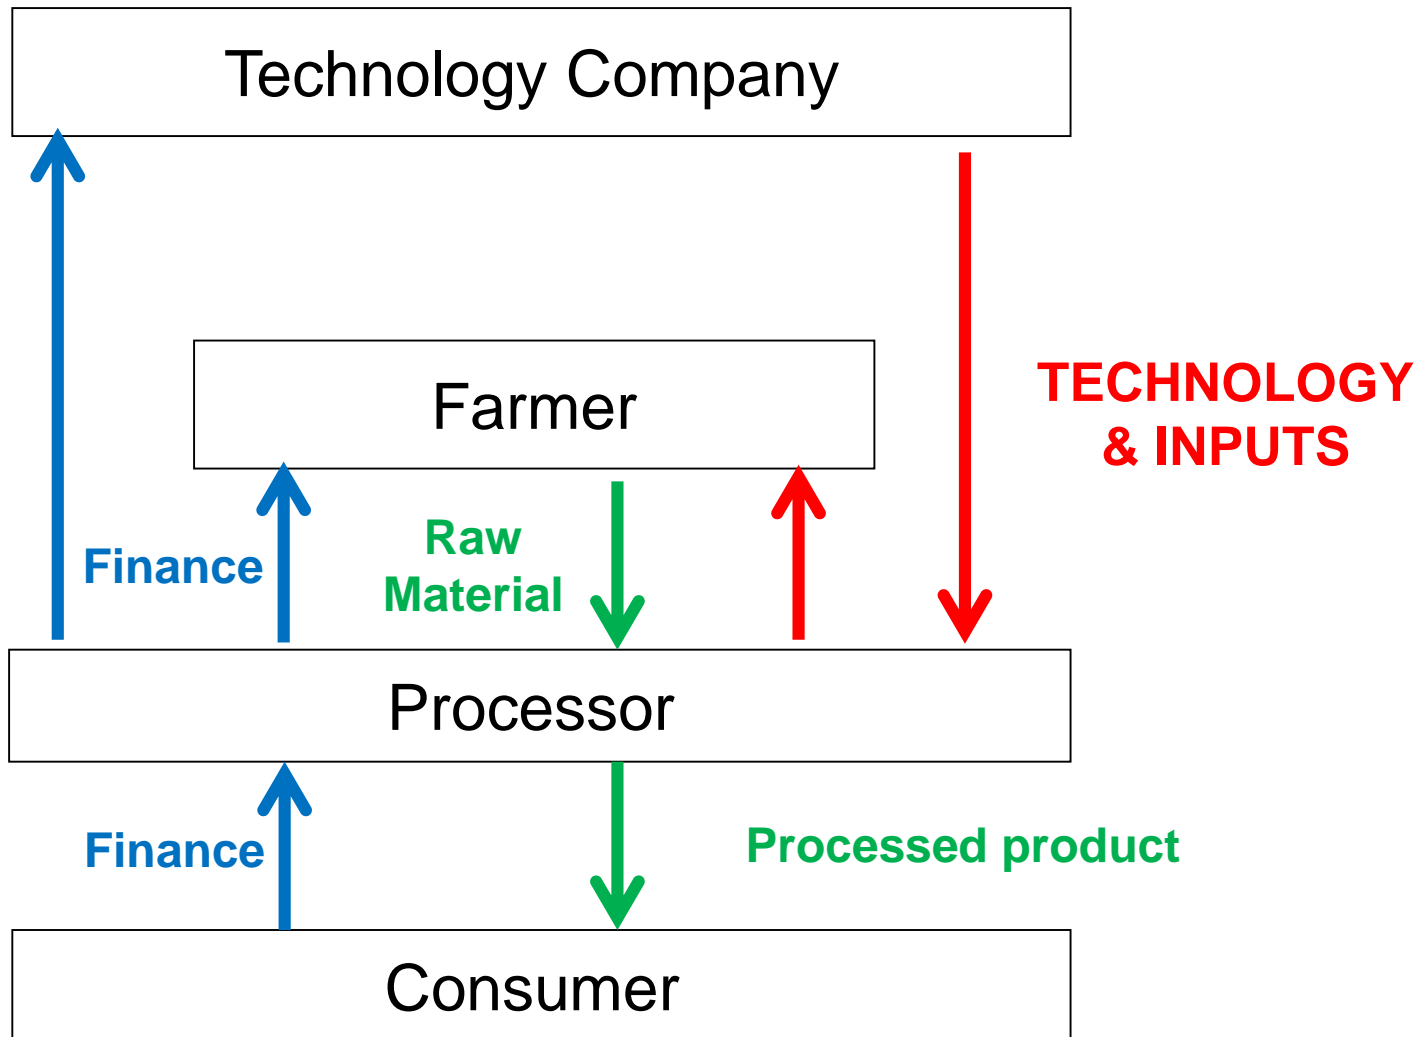 Technology Company
Farmer
TECHNOLOGY
& INPUTS
Finance
Raw
Material
Processor
Finance
Processed product
Consumer